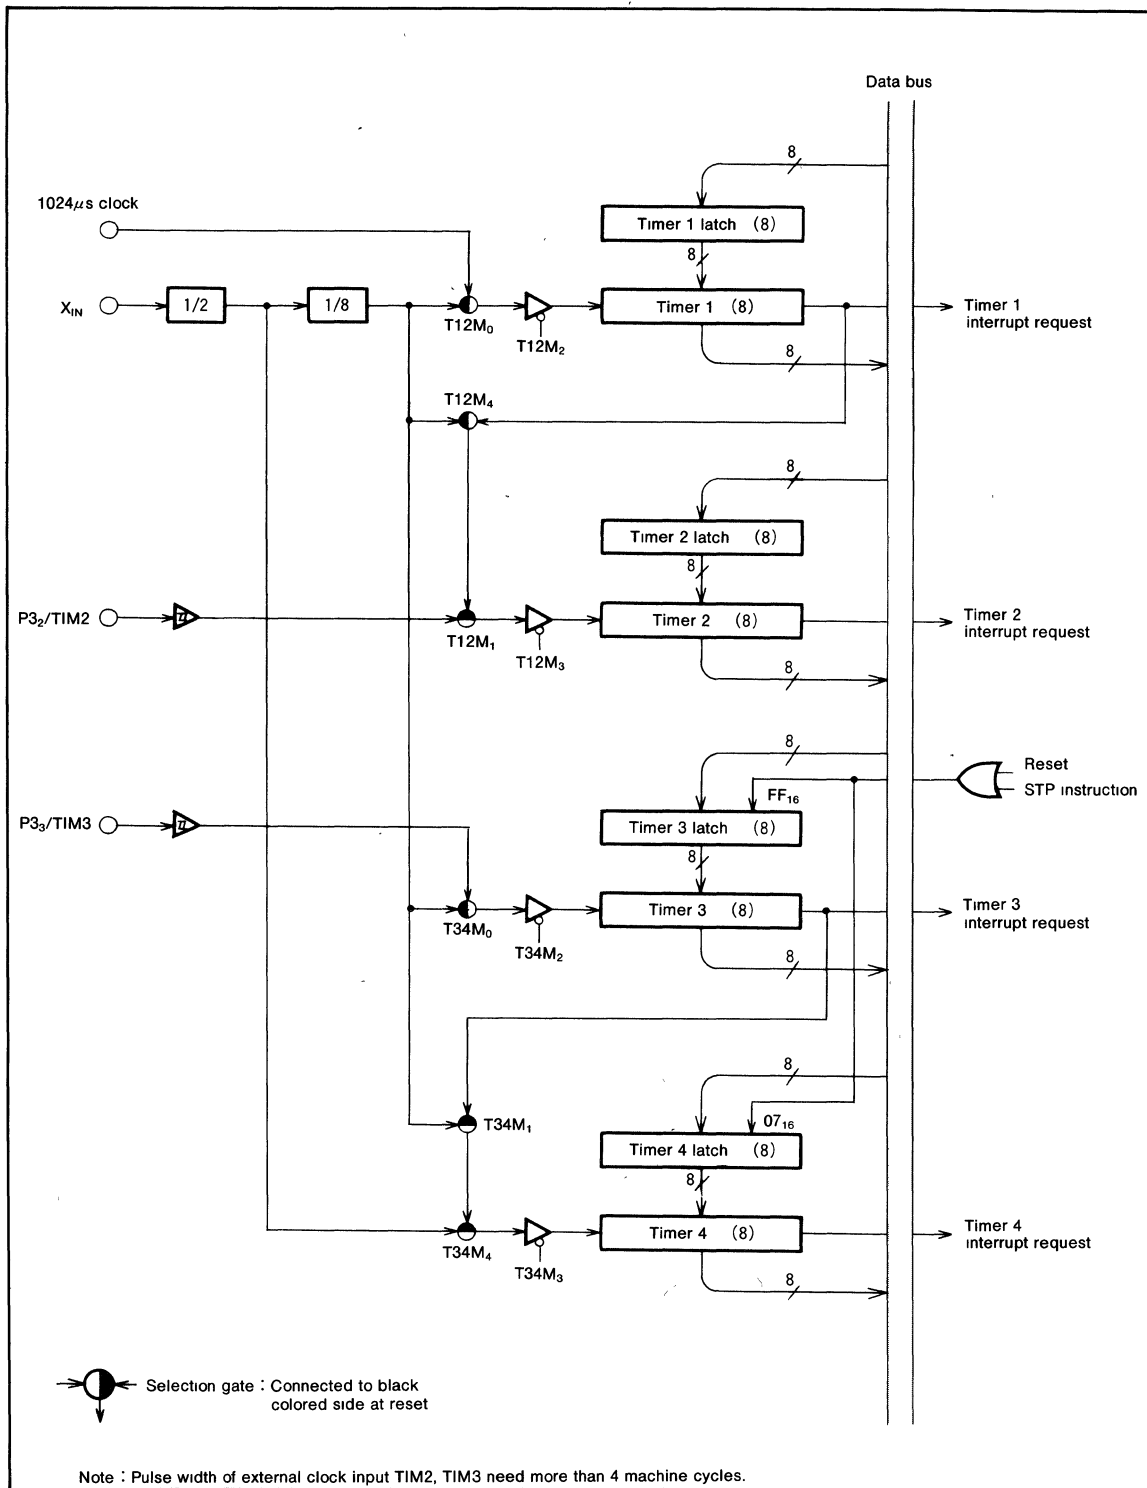 Data bus
8
1024μs clock
Timer 1 latch (8)
8
X_IN
1/2
1/8
T12M₀
T12M₂
Timer 1 (8)
Timer 1
interrupt request
8
T12M₄
8
Timer 2 latch (8)
8
P3₂/TIM2
T12M₁
T12M₃
Timer 2 (8)
Timer 2
interrupt request
8
8
Reset
STP instruction
FF₁₆
P3₃/TIM3
Timer 3 latch (8)
8
T34M₀
T34M₂
Timer 3 (8)
Timer 3
interrupt request
8
8
07₁₆
T34M₁
Timer 4 latch (8)
8
T34M₄
T34M₃
Timer 4 (8)
Timer 4
interrupt request
8
Selection gate : Connected to black
colored side at reset
Note : Pulse width of external clock input TIM2, TIM3 need more than 4 machine cycles.